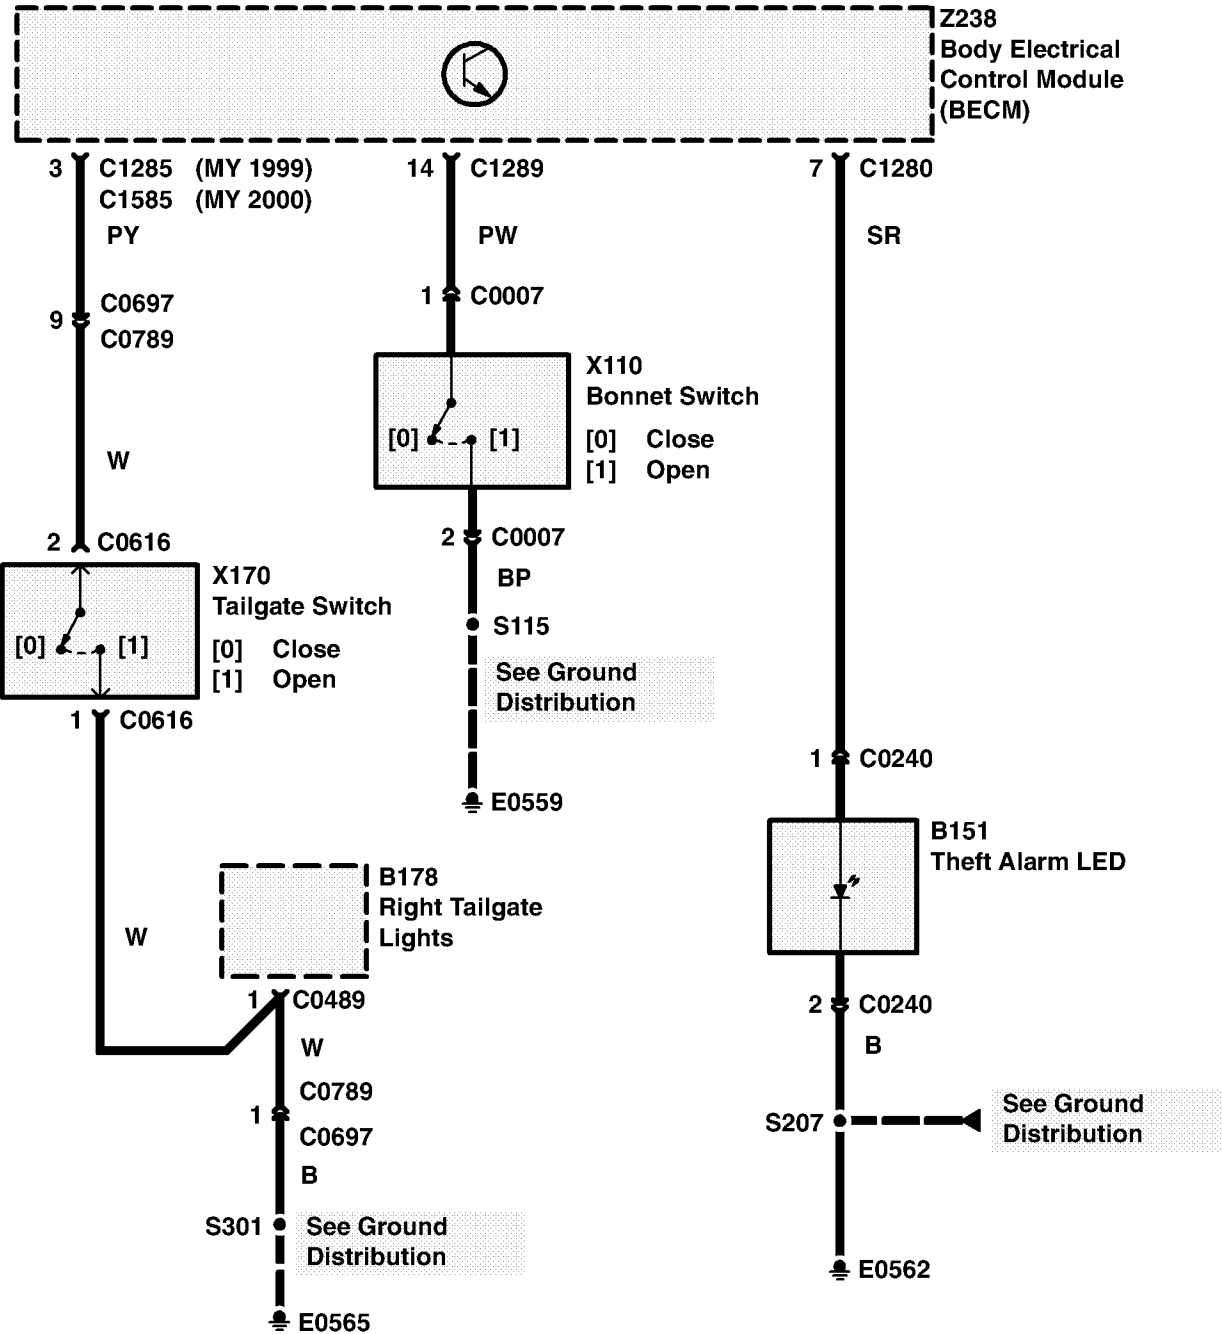 Z238
Body Electrical
Control Module
(BECM)
3 C1285 (MY 1999)
C1585 (MY 2000)
14 C1289
7 C1280
PY
PW
SR
1 C0007
9 C0697
C0789
X110
Bonnet Switch
[0] [1]
[0] Close
[1] Open
W
2 C0007
2 C0616
BP
X170
Tailgate Switch
[0] [1]
[0] Close
[1] Open
S115
See Ground
Distribution
1 C0616
1 C0240
E0559
B151
Theft Alarm LED
B178
Right Tailgate
Lights
W
1 C0489
2 C0240
W
B
C0789
1
C0697
S207
See Ground
Distribution
B
S301
See Ground
Distribution
E0562
E0565